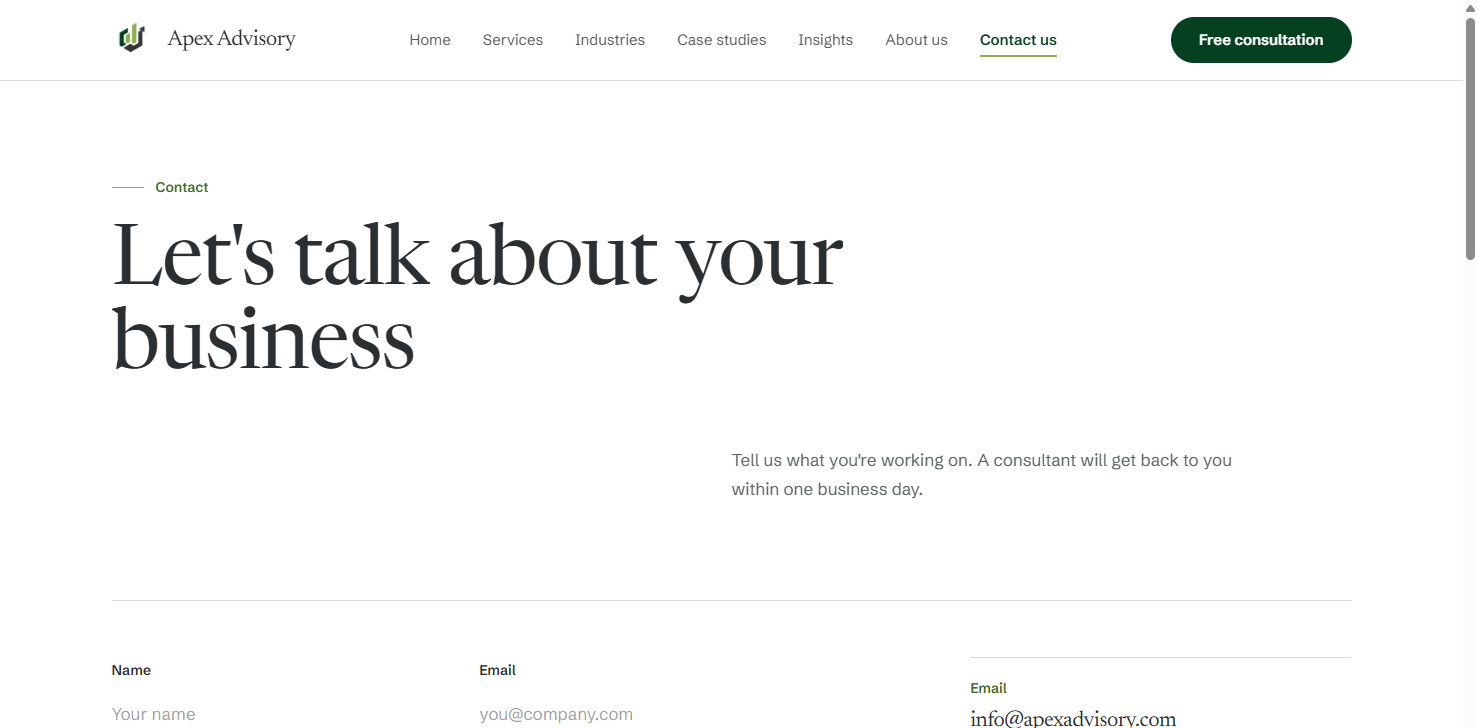 Apex Advisory
Home
Services
Industries
Case studies
Insights
About us
Contact us
Free consultation
Contact
Let's talk about your
business
Tell us what you're working on. A consultant will get back to you
within one business day.
Name
Your name
Email
you@company.com
Email
info@apexadvisory.com